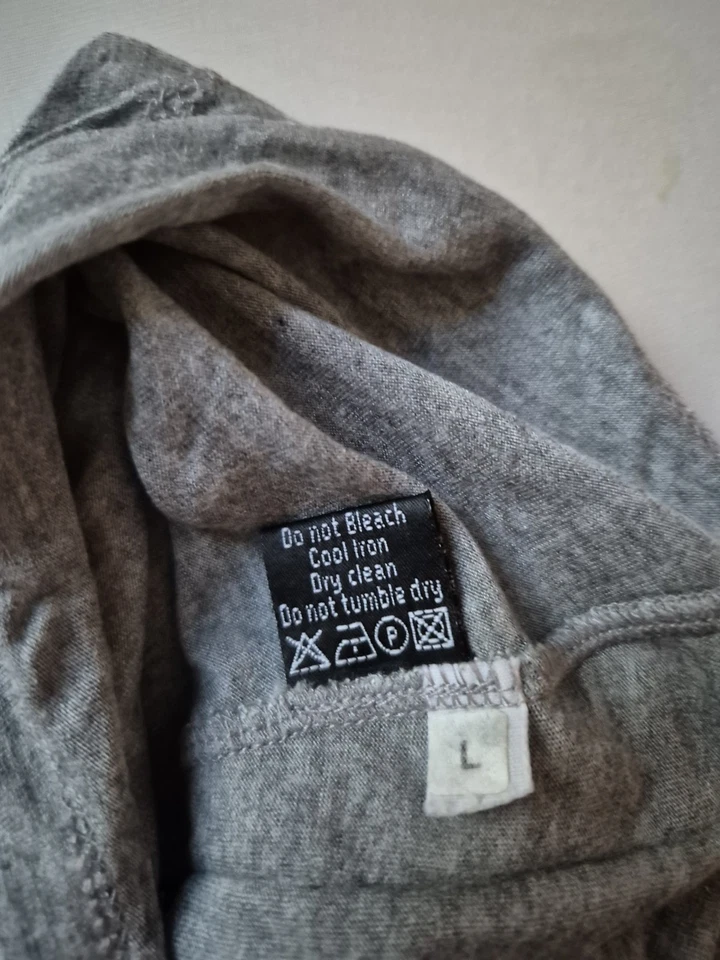 Do not Bleach
Cool Iron
Dry clean
Do not tumble dry
P
L